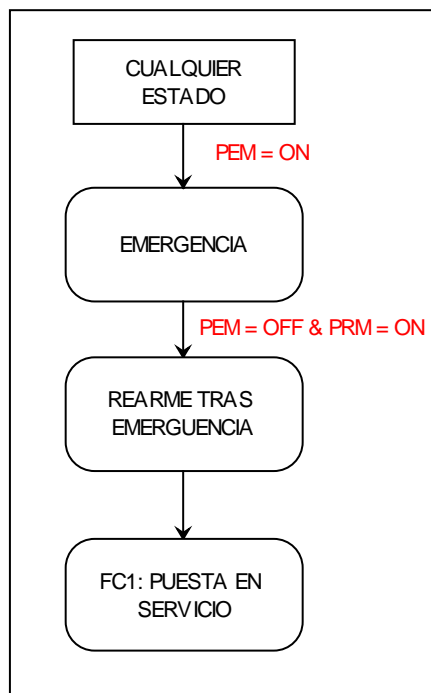 CUALQUIER
ESTADO
PEM = ON
EMERGENCIA
PEM = OFF & PRM = ON
REARME TRAS
EMERGUENCIA
FC1: PUESTA EN
SERVICIO